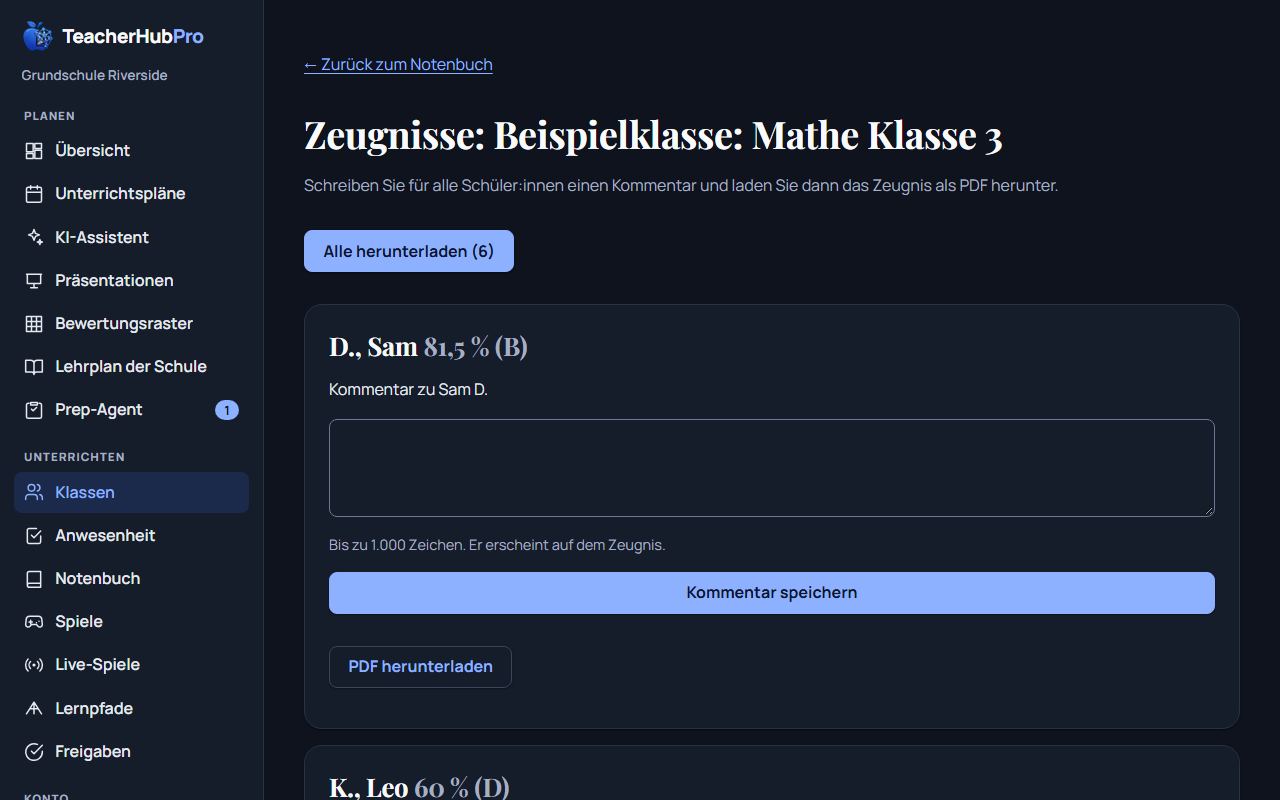 TeacherHubPro
Grundschule Riverside
PLANEN
Übersicht
Unterrichtspläne
KI-Assistent
Präsentationen
Bewertungsraster
Lehrplan der Schule
Prep-Agent 1
UNTERRICHTEN
Klassen
Anwesenheit
Notenbuch
Spiele
Live-Spiele
Lernpfade
Freigaben
KONTO
← Zurück zum Notenbuch
Zeugnisse: Beispielklasse: Mathe Klasse 3
Schreiben Sie für alle Schüler:innen einen Kommentar und laden Sie dann das Zeugnis als PDF herunter.
Alle herunterladen (6)
D., Sam 81,5 % (B)
Kommentar zu Sam D.
Bis zu 1.000 Zeichen. Er erscheint auf dem Zeugnis.
Kommentar speichern
PDF herunterladen
K., Leo 60 % (D)